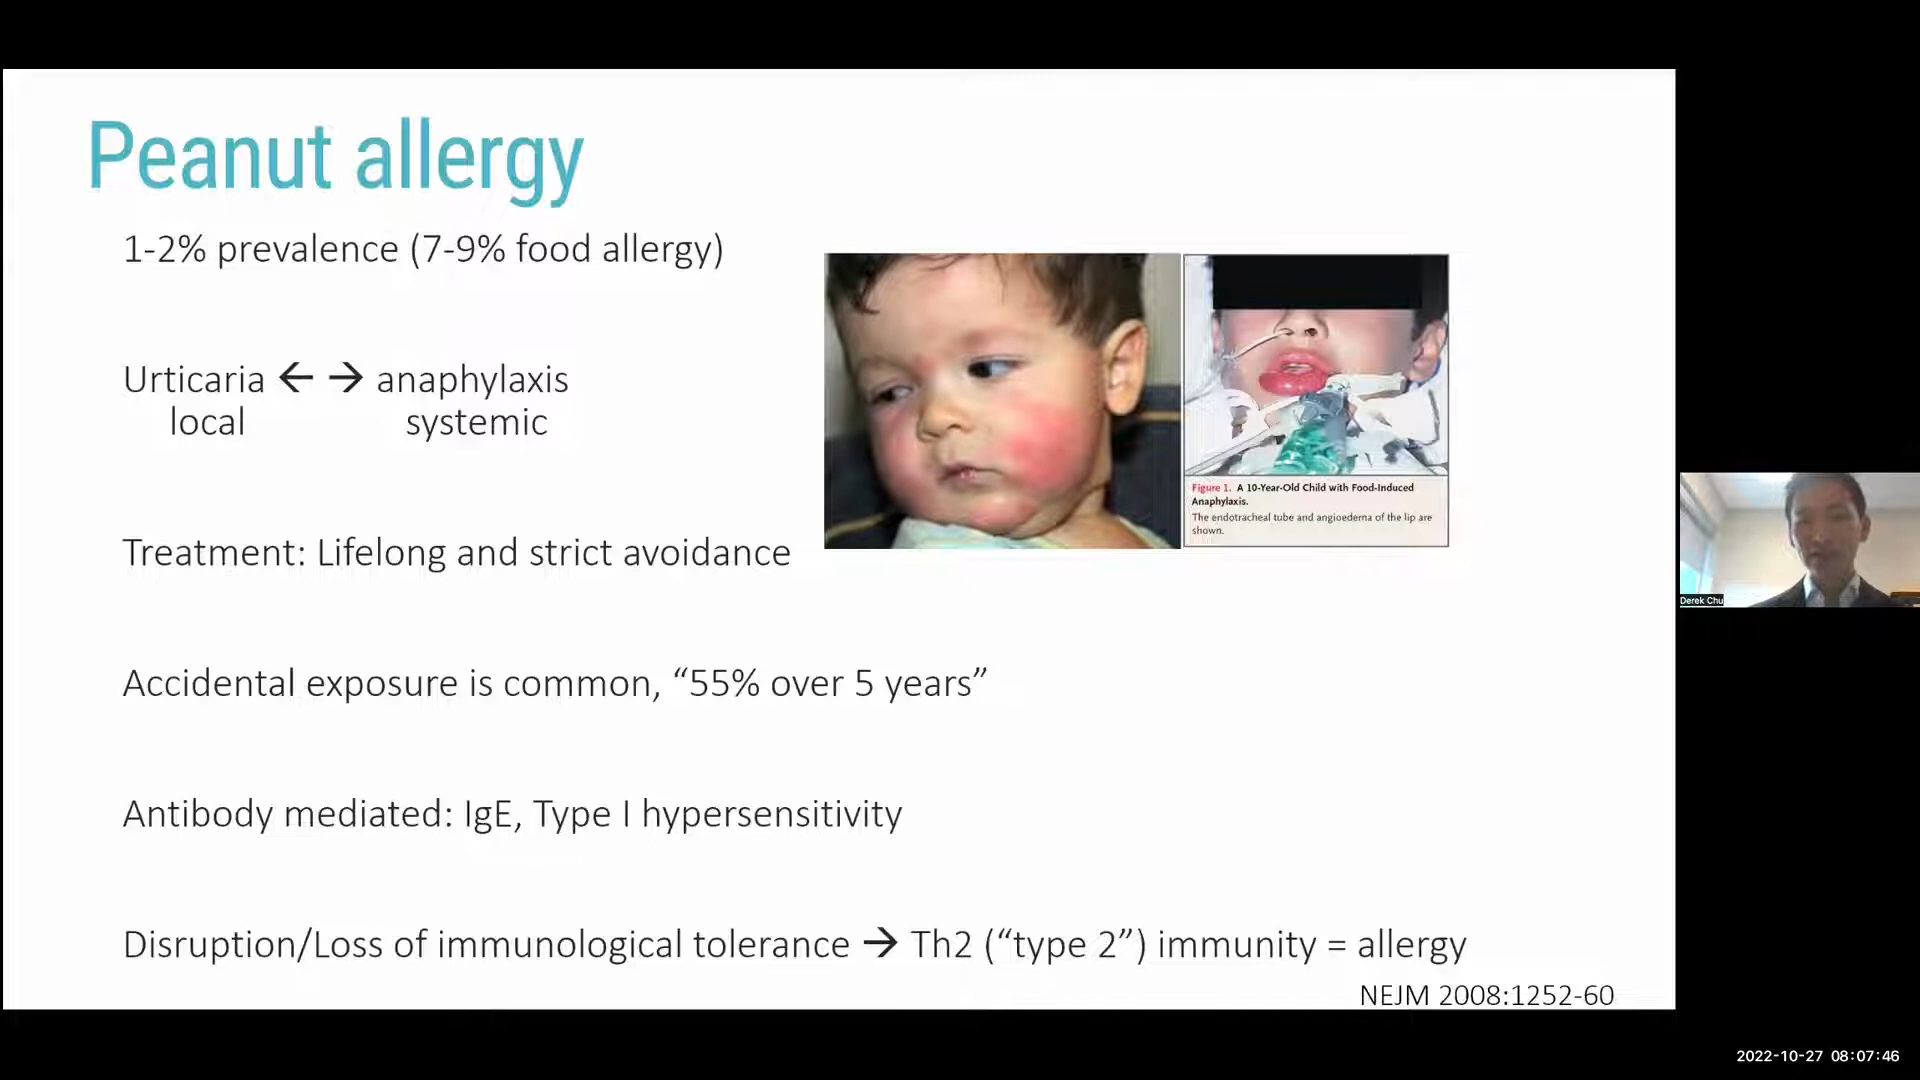 Peanut allergy
1-2% prevalence (7-9% food allergy)
Urticaria ← → anaphylaxis
local systemic
Treatment: Lifelong and strict avoidance
Accidental exposure is common, “55% over 5 years”
Antibody mediated: IgE, Type I hypersensitivity
Disruption/Loss of immunological tolerance → Th2 (“type 2”) immunity = allergy
NEJM 2008:1252-60
Figure 1. A 10-Year-Old Child with Food-Induced
Anaphylaxis.
The endotracheal tube and angioedema of the lip are
shown.
Derek Chu
2022-10-27 08:07:46